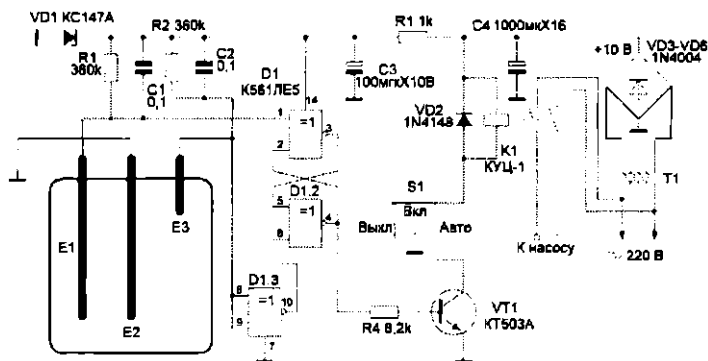 VD1 KC147A
R2 360k
R1
360k
C2
0,1
C1
0,1
D1
К561ЛЕ5
C3
100мгкХ10В
R1 1k
C4 1000мкХ16
+10 В
VD3-VD6
1N4004
14
1
=1
3
2
VD2
1N4148
K1
КУЦ-1
T1
D1.2
5
=1
4
6
S1
Вкл
Выкл
Авто
К насосу
~ 220 В
E1
E3
E2
D1.3
8
=1
10
9
7
R4 8,2k
VT1
КТ503А